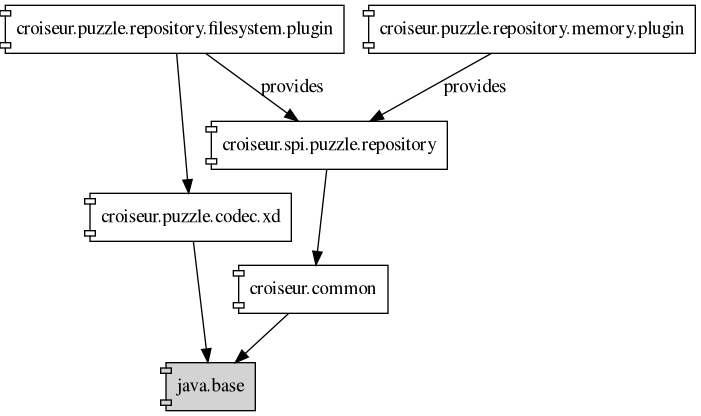 croiseur.puzzle.repository.filesystem.plugin
croiseur.puzzle.repository.memory.plugin
provides
provides
croiseur.spi.puzzle.repository
croiseur.puzzle.codec.xd
croiseur.common
java.base